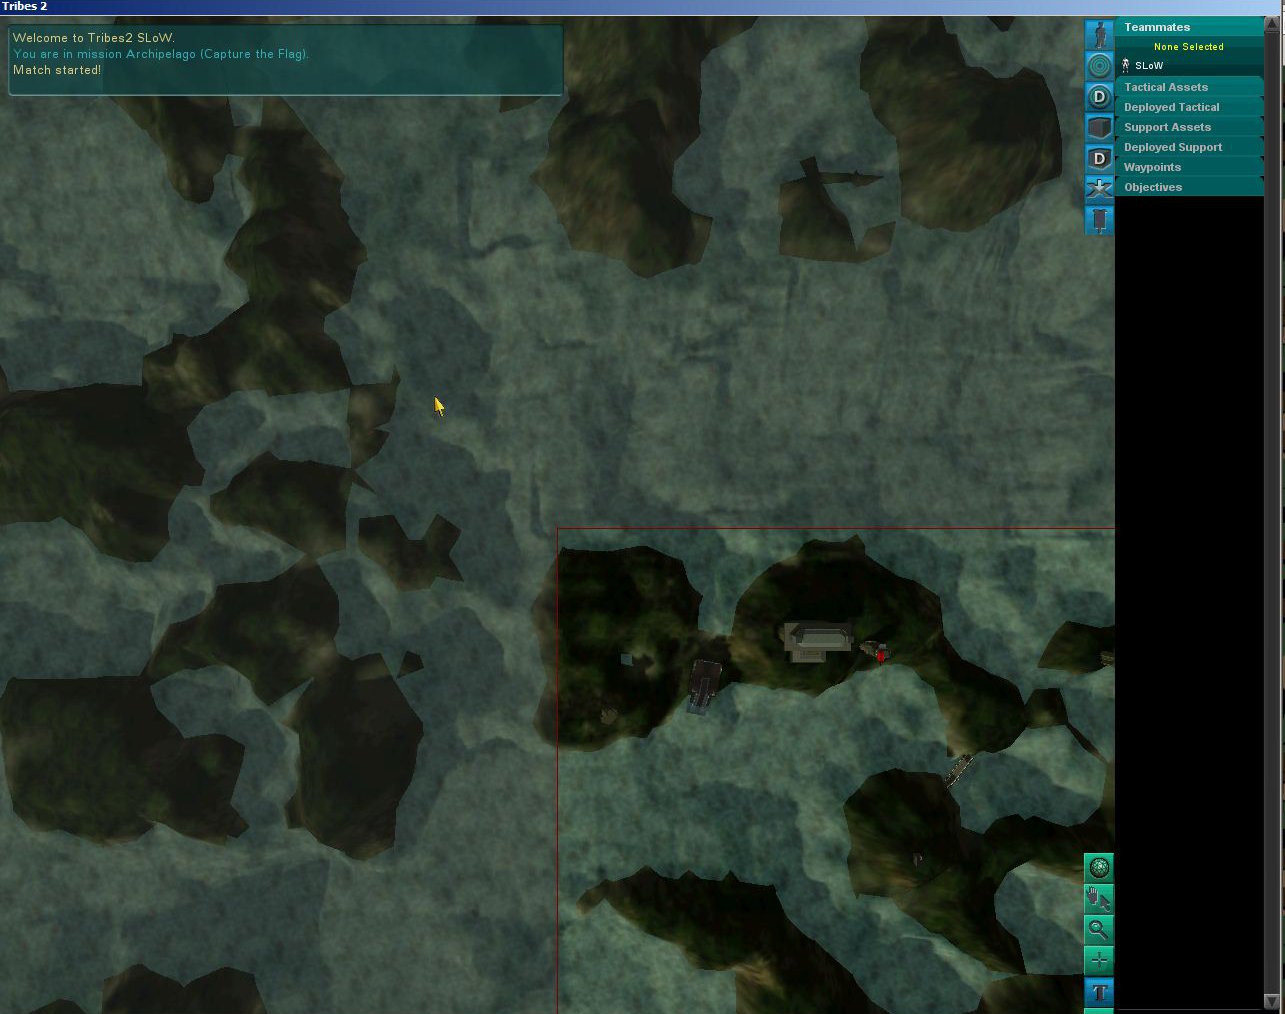 Tribes 2
Welcome to Tribes2 SLoW.
You are in mission Archipelago (Capture the Flag).
Match started!
Teammates
None Selected
SLoW
Tactical Assets
D
Deployed Tactical
Support Assets
Deployed Support
D
Waypoints
Objectives
T